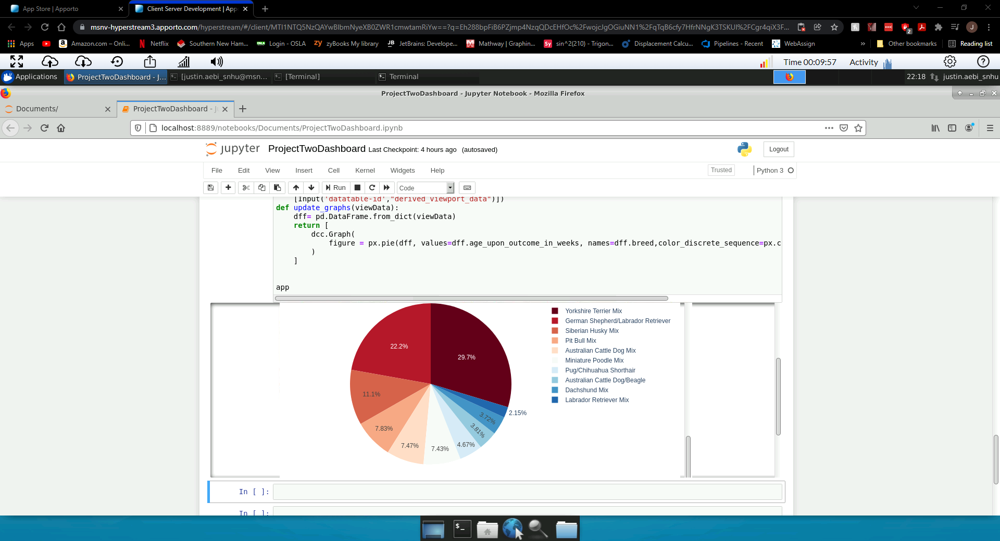 App Store | Apporto
Client Server Development | App
msnv-hyperstream3.apporto.com/hyperstream/#/client/MTI1NTQ5NzQAYwBlbmNyeXB0ZWR1cmwtamRiYw==?q=Eh288bpFiB6PZjmp4NzqQDcEHfOc%2FwojcJgOGiuNN1%2FqTqB6cfy7HfrNNgK3TSKUl%2FCgr4qiX3F...
2
J
Apps
Amazon.com – Onli...
Netflix
Southern New Ham...
Login - OSLA
zyBooks My library
JetBrains: Develope...
Mathway | Graphin...
sin^2(210) - Trigon...
Displacement Calcu...
Pipelines - Recent
WebAssign
»
Other bookmarks
Reading list
Time 00:09:57
Activity
Applications
ProjectTwoDashboard - J...
[justin.aebi_snhu@msn...
[Terminal]
Terminal
22:18
justin.aebi_snhu
ProjectTwoDashboard - Jupyter Notebook - Mozilla Firefox
Documents/
ProjectTwoDashboard - J
localhost:8889/notebooks/Documents/ProjectTwoDashboard.ipynb
jupyter
ProjectTwoDashboard Last Checkpoint: 4 hours ago (autosaved)
Logout
File Edit View Insert Cell Kernel Widgets Help
Trusted
Python 3
Run
Code
[Input('datatable-id',"derived_viewport_data")])
def update_graphs(viewData):
dff= pd.DataFrame.from_dict(viewData)
return [
dcc.Graph(
figure = px.pie(dff, values=dff.age_upon_outcome_in_weeks, names=dff.breed,color_discrete_sequence=px.c
)
]
app
29.7%
22.2%
11.1%
7.83%
7.47%
7.43%
4.67%
3.81%
3.72%
2.15%
Yorkshire Terrier Mix
German Shepherd/Labrador Retriever
Siberian Husky Mix
Pit Bull Mix
Australian Cattle Dog Mix
Miniature Poodle Mix
Pug/Chihuahua Shorthair
Australian Cattle Dog/Beagle
Dachshund Mix
Labrador Retriever Mix
In [ ]:
In [ ]: